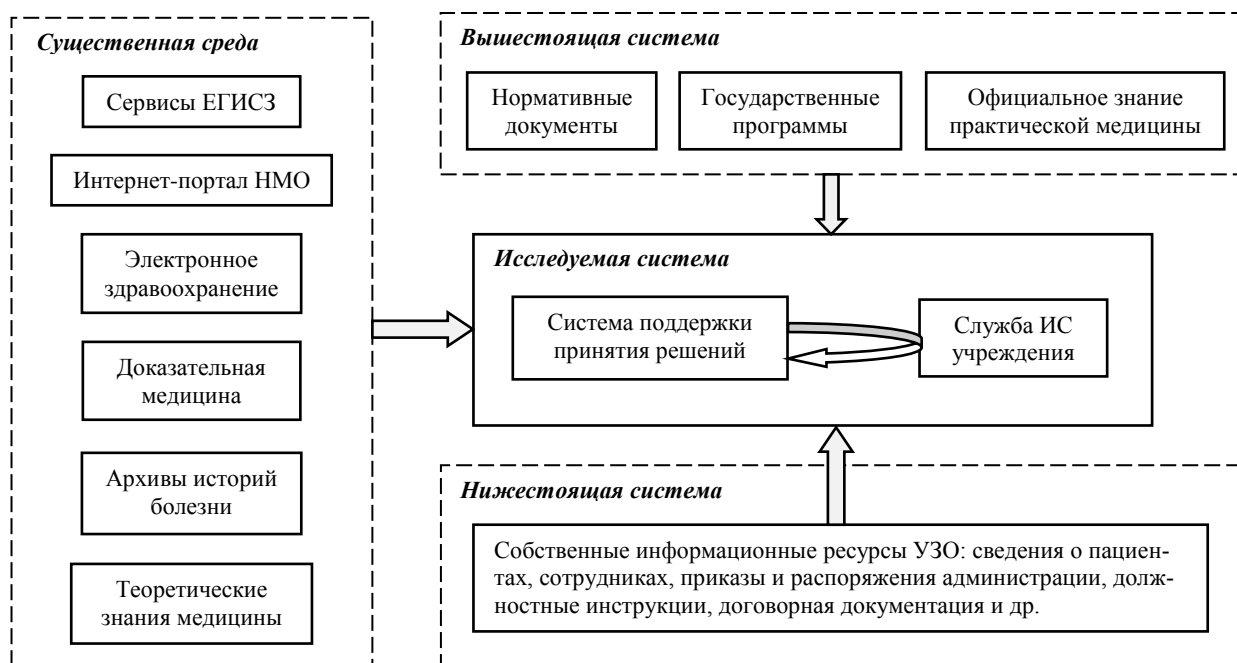 Существенная среда
Сервисы ЕГИСЗ
Интернет-портал НМО
Электронное
здравоохранение
Доказательная
медицина
Архивы историй
болезни
Теоретические
знания медицины
Вышестоящая система
Нормативные
документы
Государственные
программы
Официальное знание
практической медицины
Исследуемая система
Система поддержки
принятия решений
Служба ИС
учреждения
Нижестоящая система
Собственные информационные ресурсы УЗО: сведения о пациен-
тах, сотрудниках, приказы и распоряжения администрации, долж-
ностные инструкции, договорная документация и др.